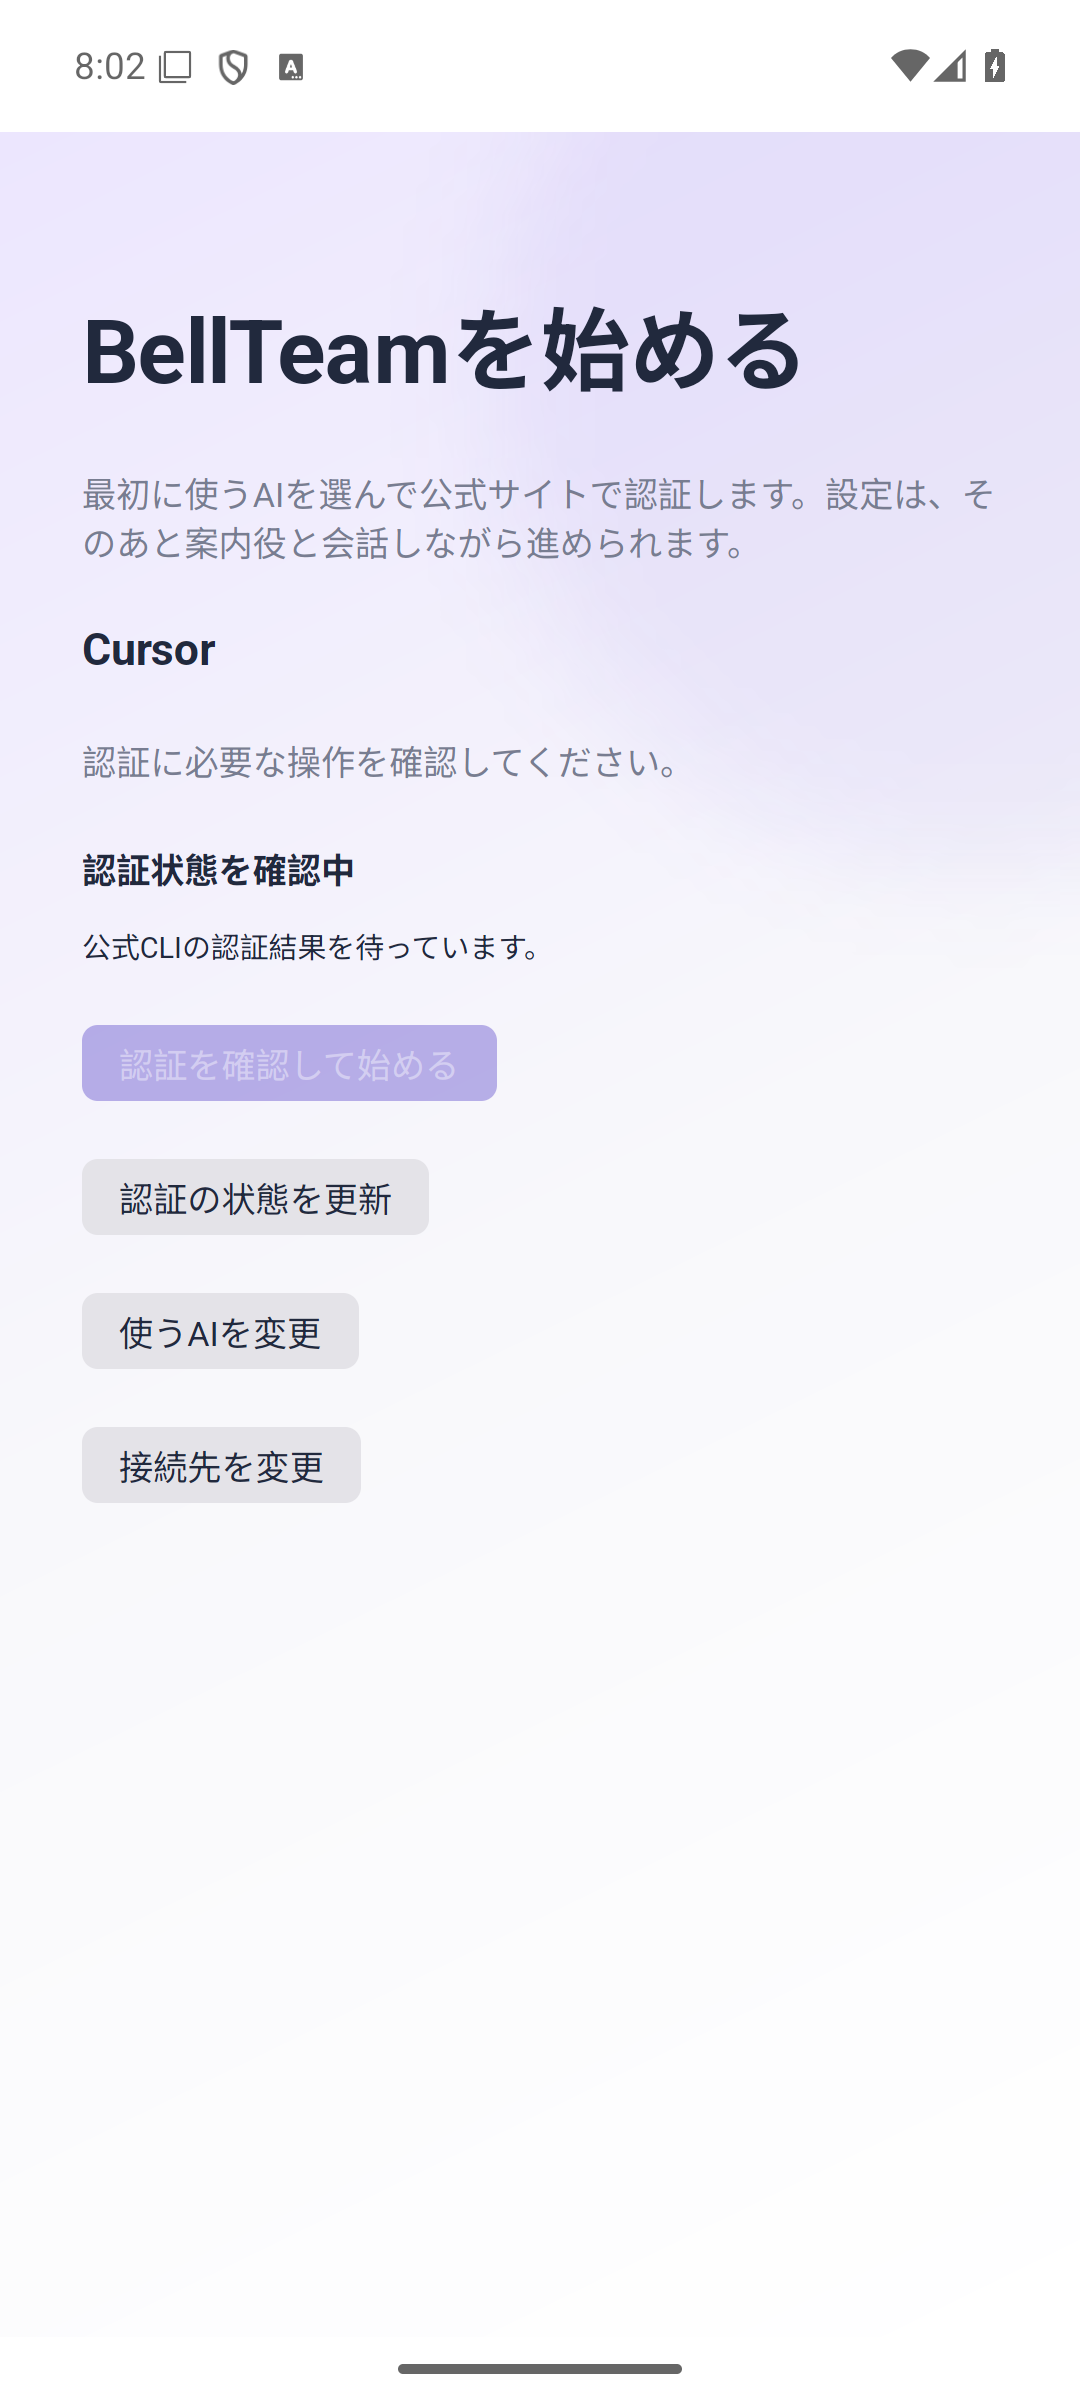 8:02
BellTeamを始める
最初に使うAIを選んで公式サイトで認証します。設定は、そ
のあと案内役と会話しながら進められます。
Cursor
認証に必要な操作を確認してください。
認証状態を確認中
公式CLIの認証結果を待っています。
認証を確認して始める
認証の状態を更新
使うAIを変更
接続先を変更